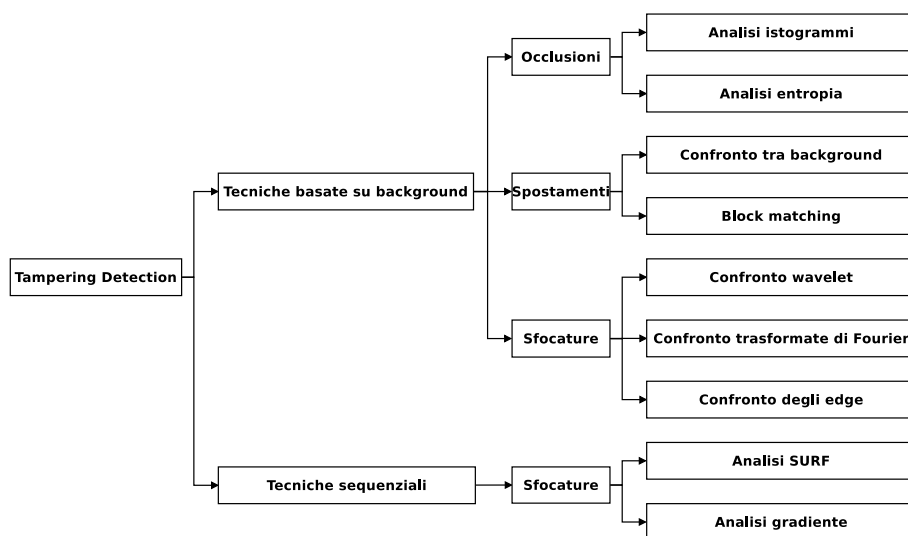 Tampering Detection
Tecniche basate su background
Occlusioni
Analisi istogrammi
Analisi entropia
Spostamenti
Confronto tra background
Block matching
Sfocature
Confronto wavelet
Confronto trasformate di Fourier
Confronto degli edge
Tecniche sequenziali
Sfocature
Analisi SURF
Analisi gradiente